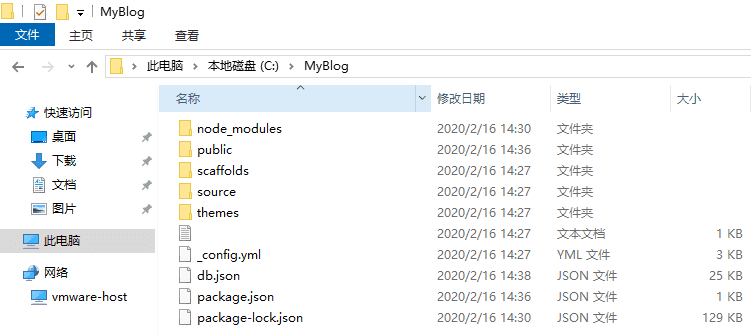 MyBlog
文件 主页 共享 查看
此电脑 本地磁盘 (C:) MyBlog
名称 修改日期 类型 大小
快速访问
桌面
下载
文档
图片
此电脑
网络
vmware-host
node_modules 2020/2/16 14:30 文件夹
public 2020/2/16 14:36 文件夹
scaffolds 2020/2/16 14:27 文件夹
source 2020/2/16 14:27 文件夹
themes 2020/2/16 14:27 文件夹
2020/2/16 14:27 文本文档 1 KB
_config.yml 2020/2/16 14:27 YML 文件 3 KB
db.json 2020/2/16 14:38 JSON 文件 25 KB
package.json 2020/2/16 14:36 JSON 文件 1 KB
package-lock.json 2020/2/16 14:30 JSON 文件 129 KB